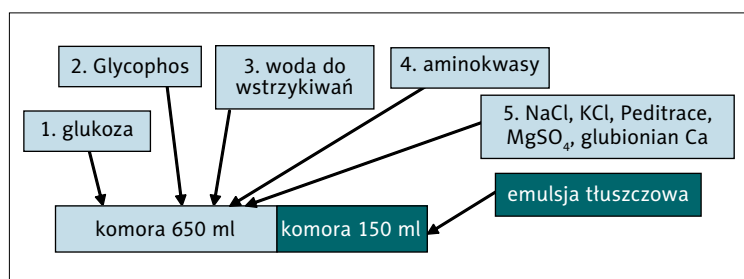 1. glukoza
2. Glycophos
3. woda do
wstrzykiwań
4. aminokwasy
5. NaCl, KCl, Peditrace,
MgSO₄, glubionian Ca
emulsja tłuszczowa
komora 650 ml
komora 150 ml